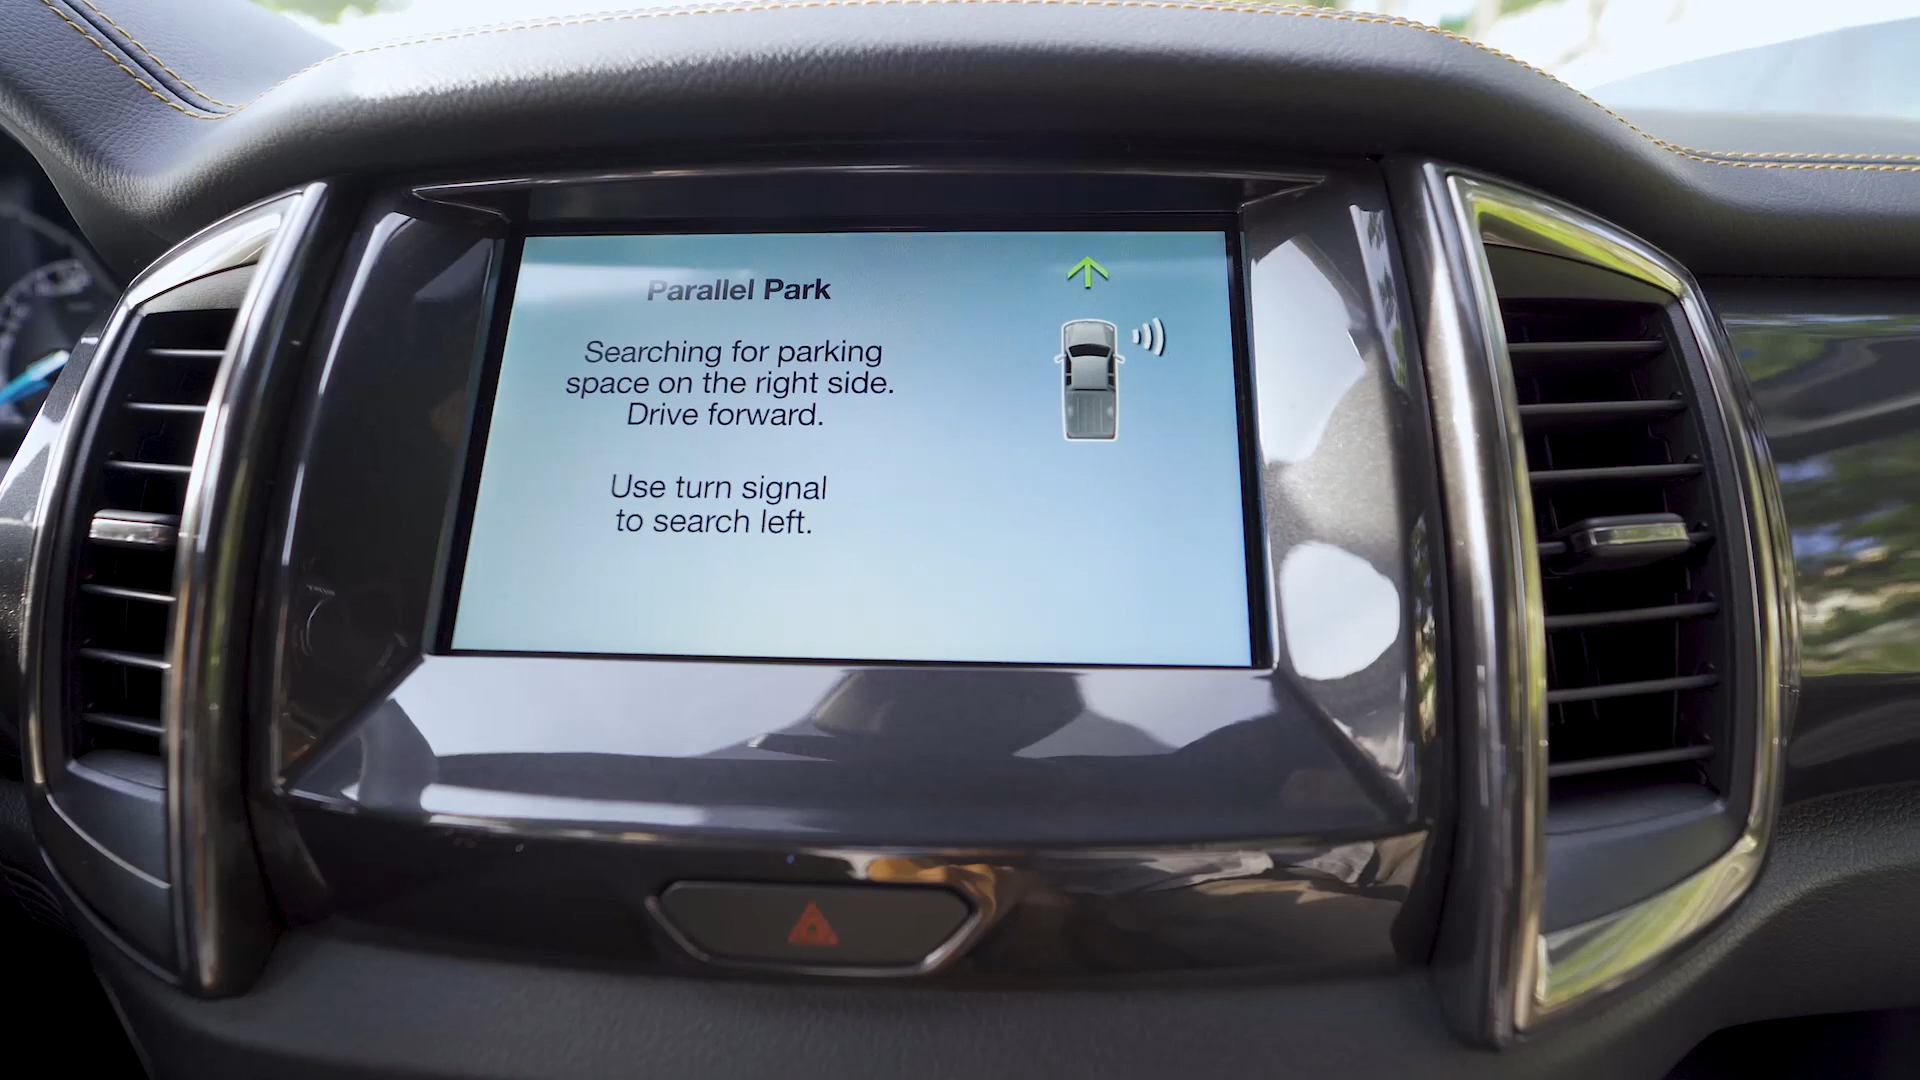 Parallel Park
Searching for parking
space on the right side.
Drive forward.
Use turn signal
to search left.